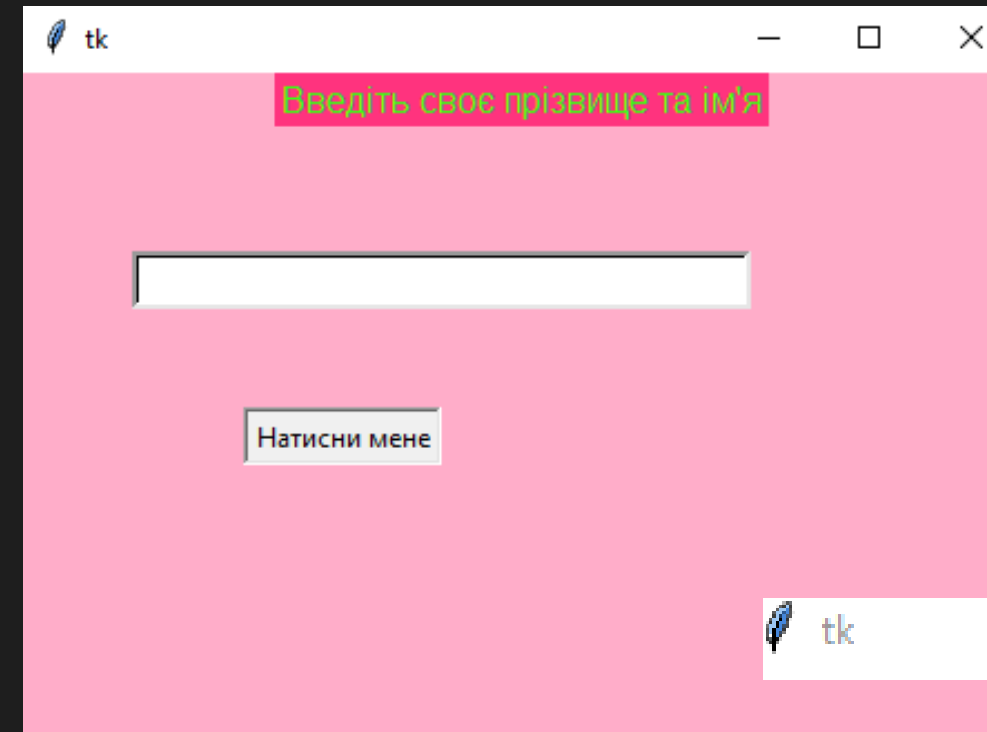 tk
Введіть своє прізвище та ім'я
Натисни мене
tk